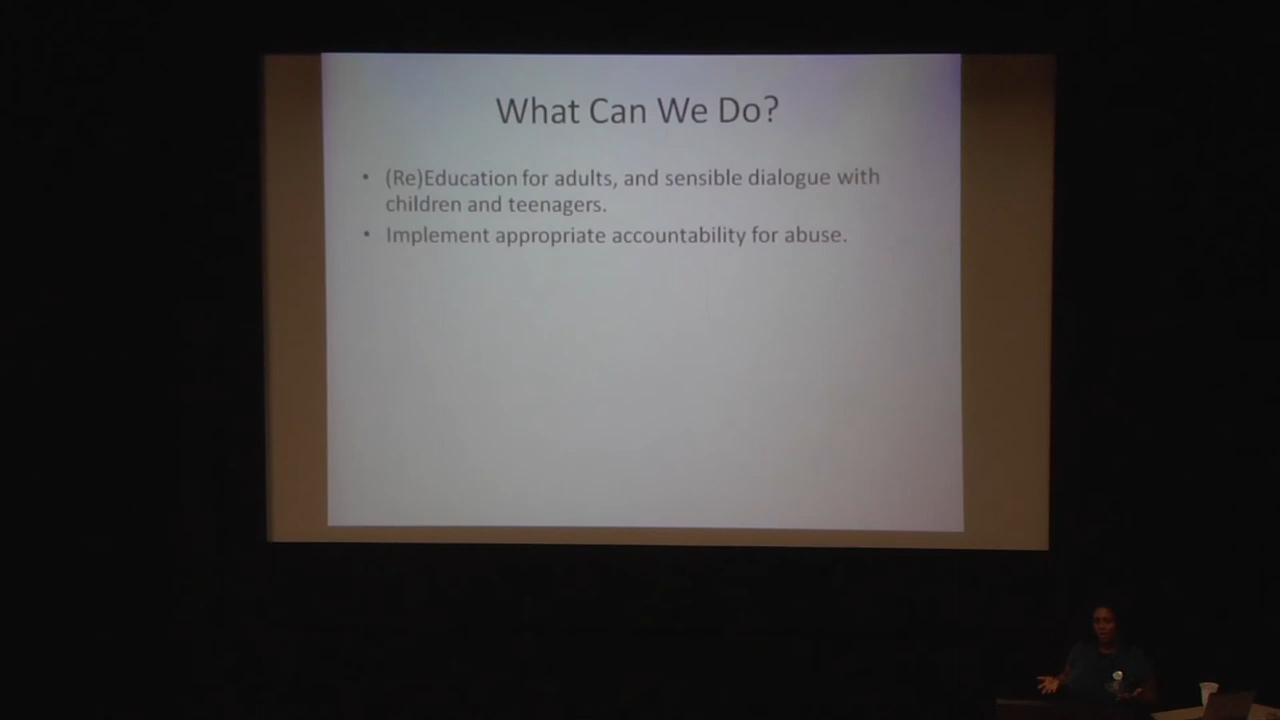 What Can We Do?
• (Re)Education for adults, and sensible dialogue with
children and teenagers.
• Implement appropriate accountability for abuse.